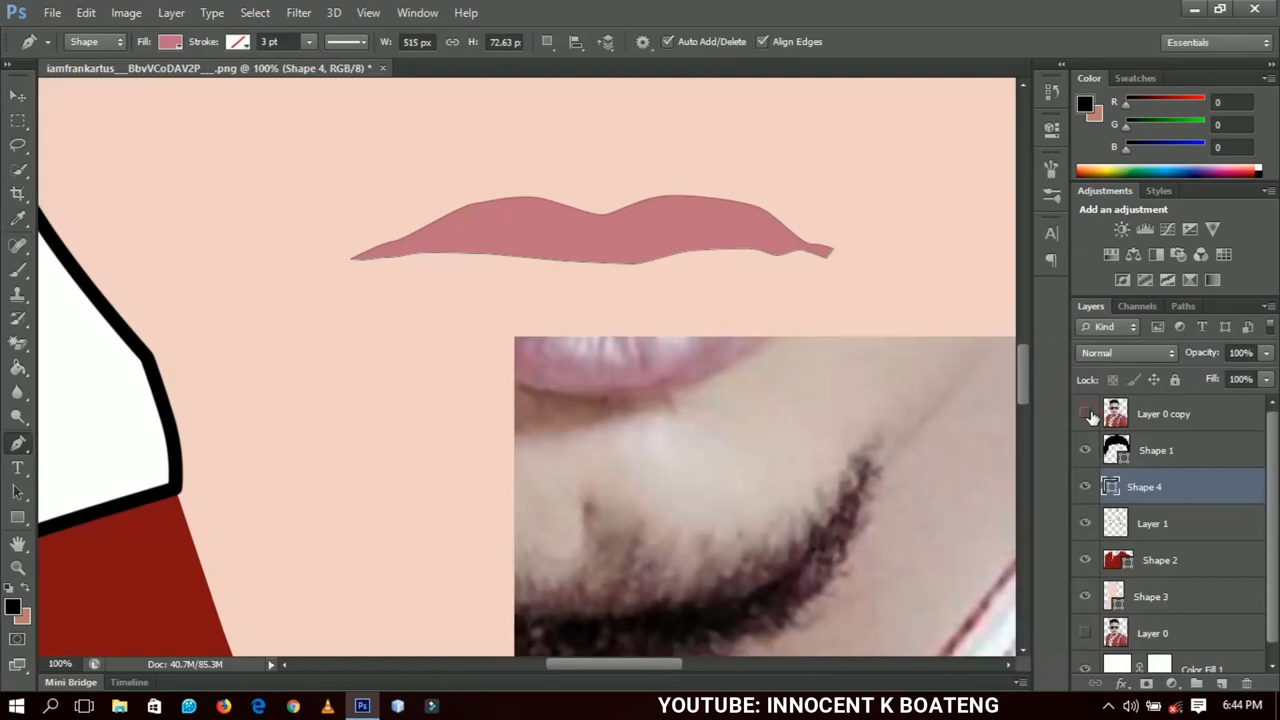 Ps File Edit Image Layer Type Select Filter 3D View Window Help
Shape Fill: Stroke: 3 pt W: 515 px H: 72.63 p Auto Add/Delete Align Edges Essentials
iamfrankartus___BbvVCoDAV2P___.png @ 100% (Shape 4, RGB/8) *
Color Swatches
R 0
G 0
B 0
Adjustments Styles
Add an adjustment
Layers Channels Paths
Kind
Normal Opacity: 100%
Lock: Fill: 100%
Layer 0 copy
Shape 1
Shape 4
Layer 1
Shape 2
Shape 3
Layer 0
Color Fill 1
100% Doc: 40.7M/85.3M
Mini Bridge Timeline
YOUTUBE: INNOCENT K BOATENG
6:44 PM